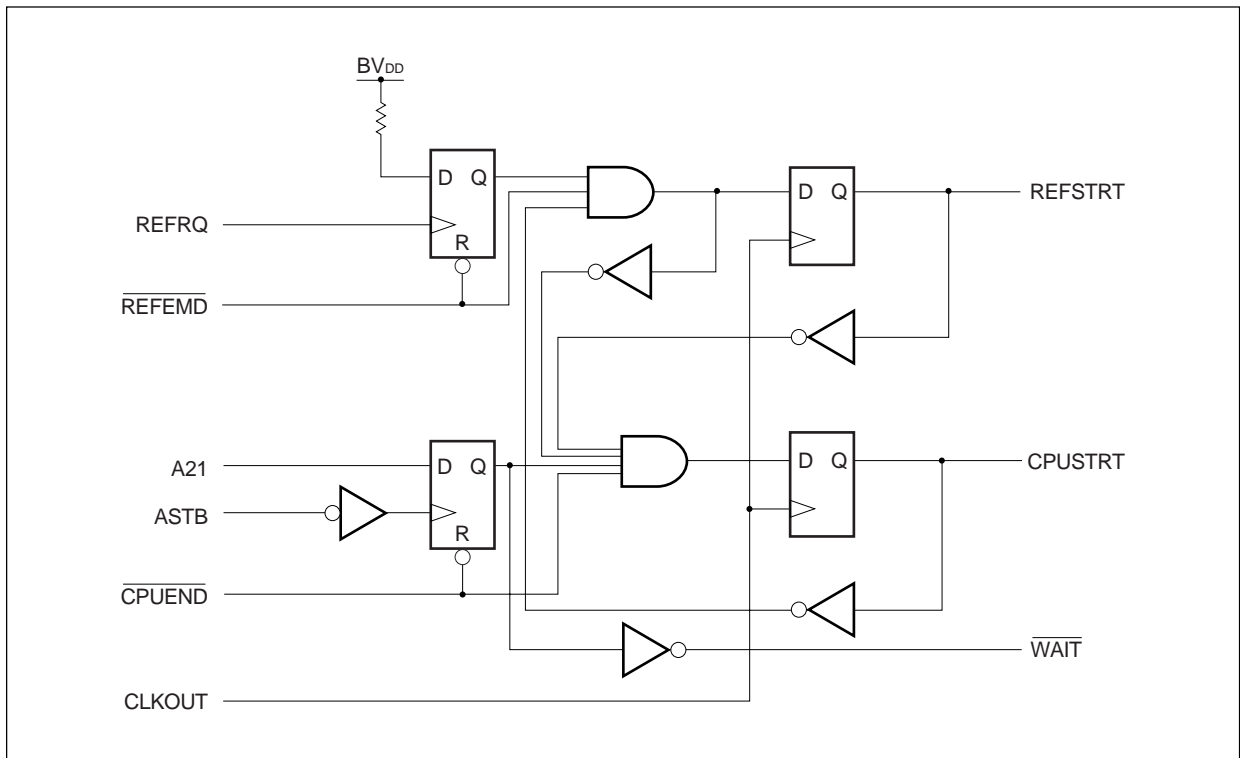 BVDD
D Q
R
REFRQ
REFEMD
D Q
REFSTRT
A21
ASTB
CPUEND
D Q
R
D Q
CPUSTRT
WAIT
CLKOUT